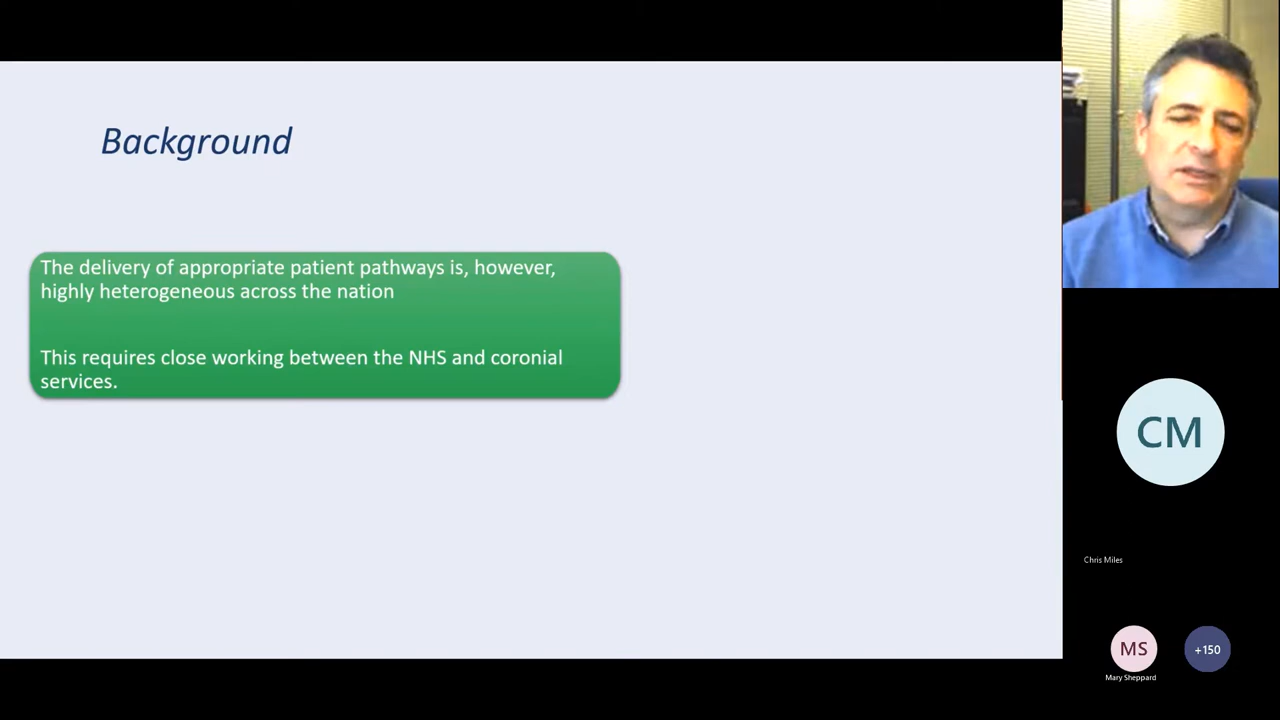 Background
The delivery of appropriate patient pathways is, however,
highly heterogeneous across the nation
This requires close working between the NHS and coronial
services.
CM
Chris Miles
MS
+150
Mary Sheppard